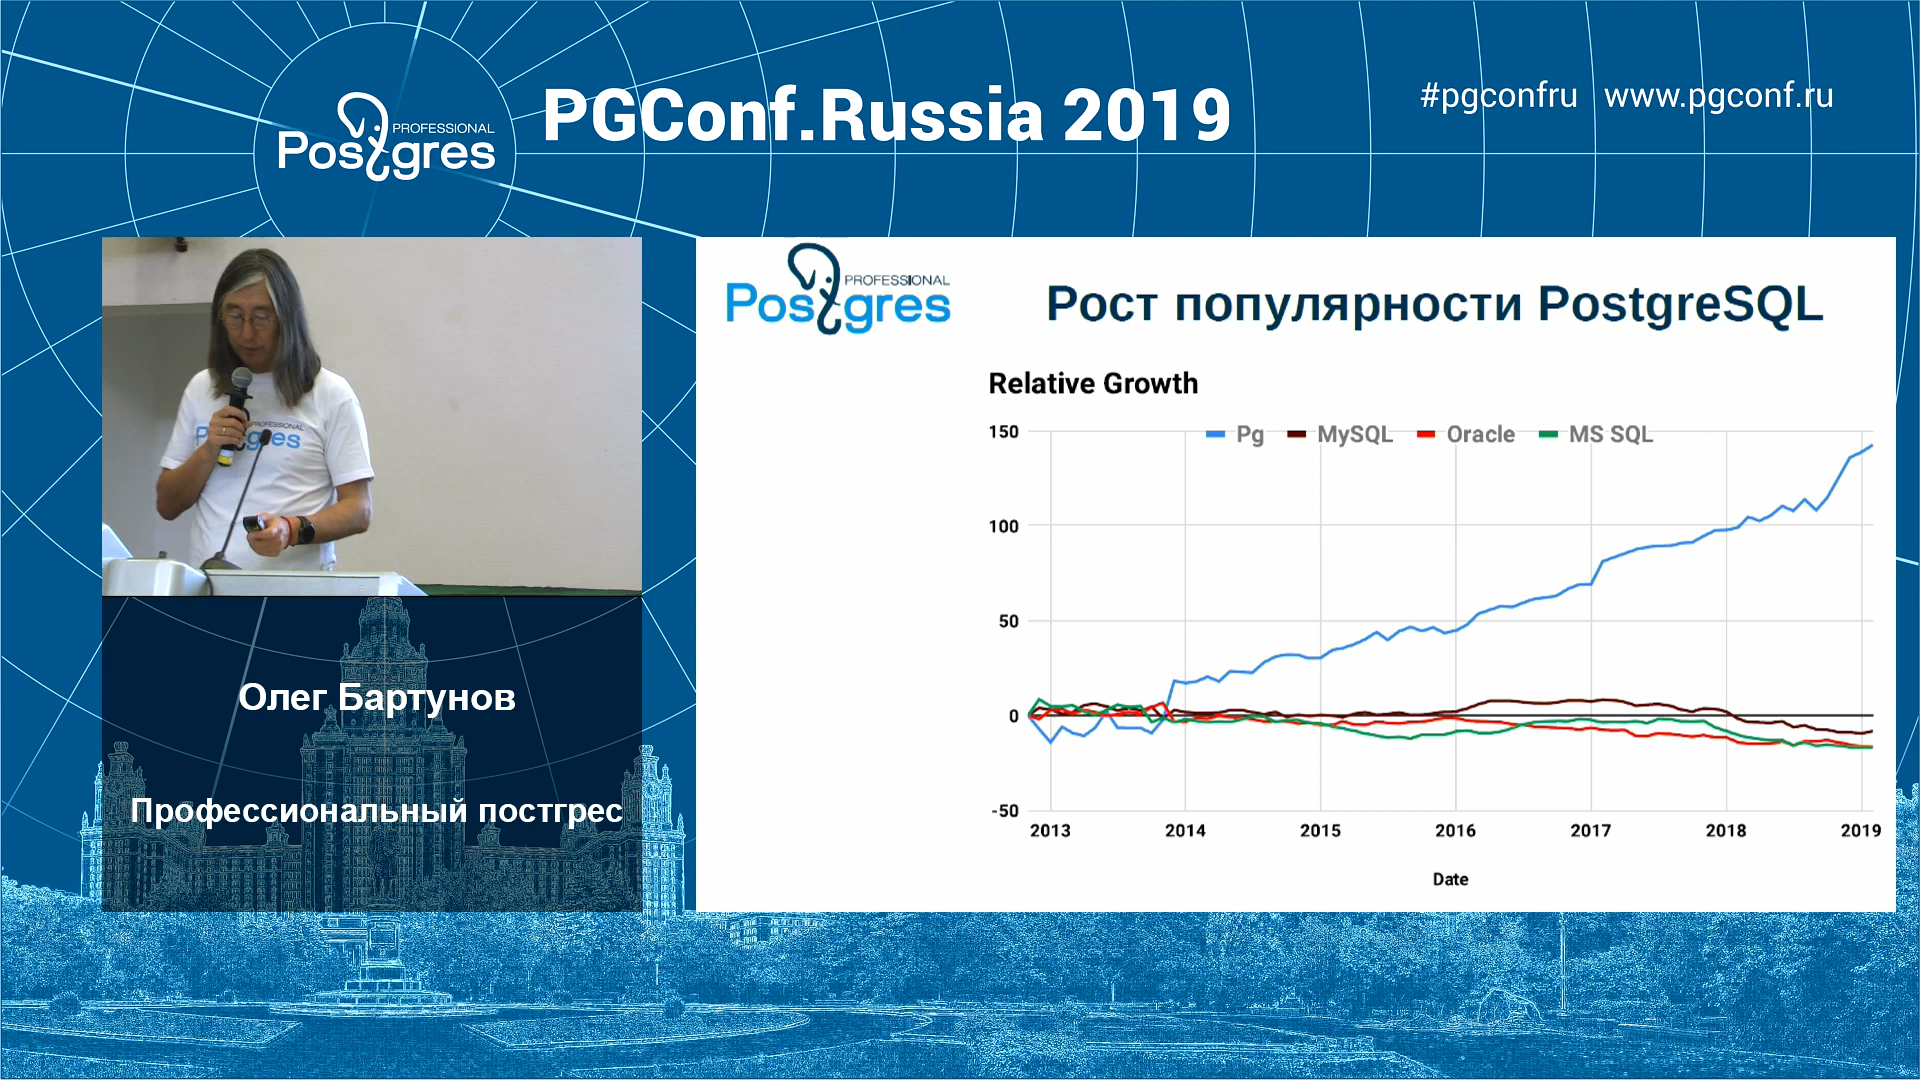 PROFESSIONAL
Postgres
PGConf.Russia 2019
#pgconfru www.pgconf.ru
PROFESSIONAL
Postgres
Олег Бартунов
Профессиональный постгрес
PROFESSIONAL
Postgres
Рост популярности PostgreSQL
Relative Growth
Pg MySQL Oracle MS SQL
150
100
50
0
-50
2013 2014 2015 2016 2017 2018 2019
Date